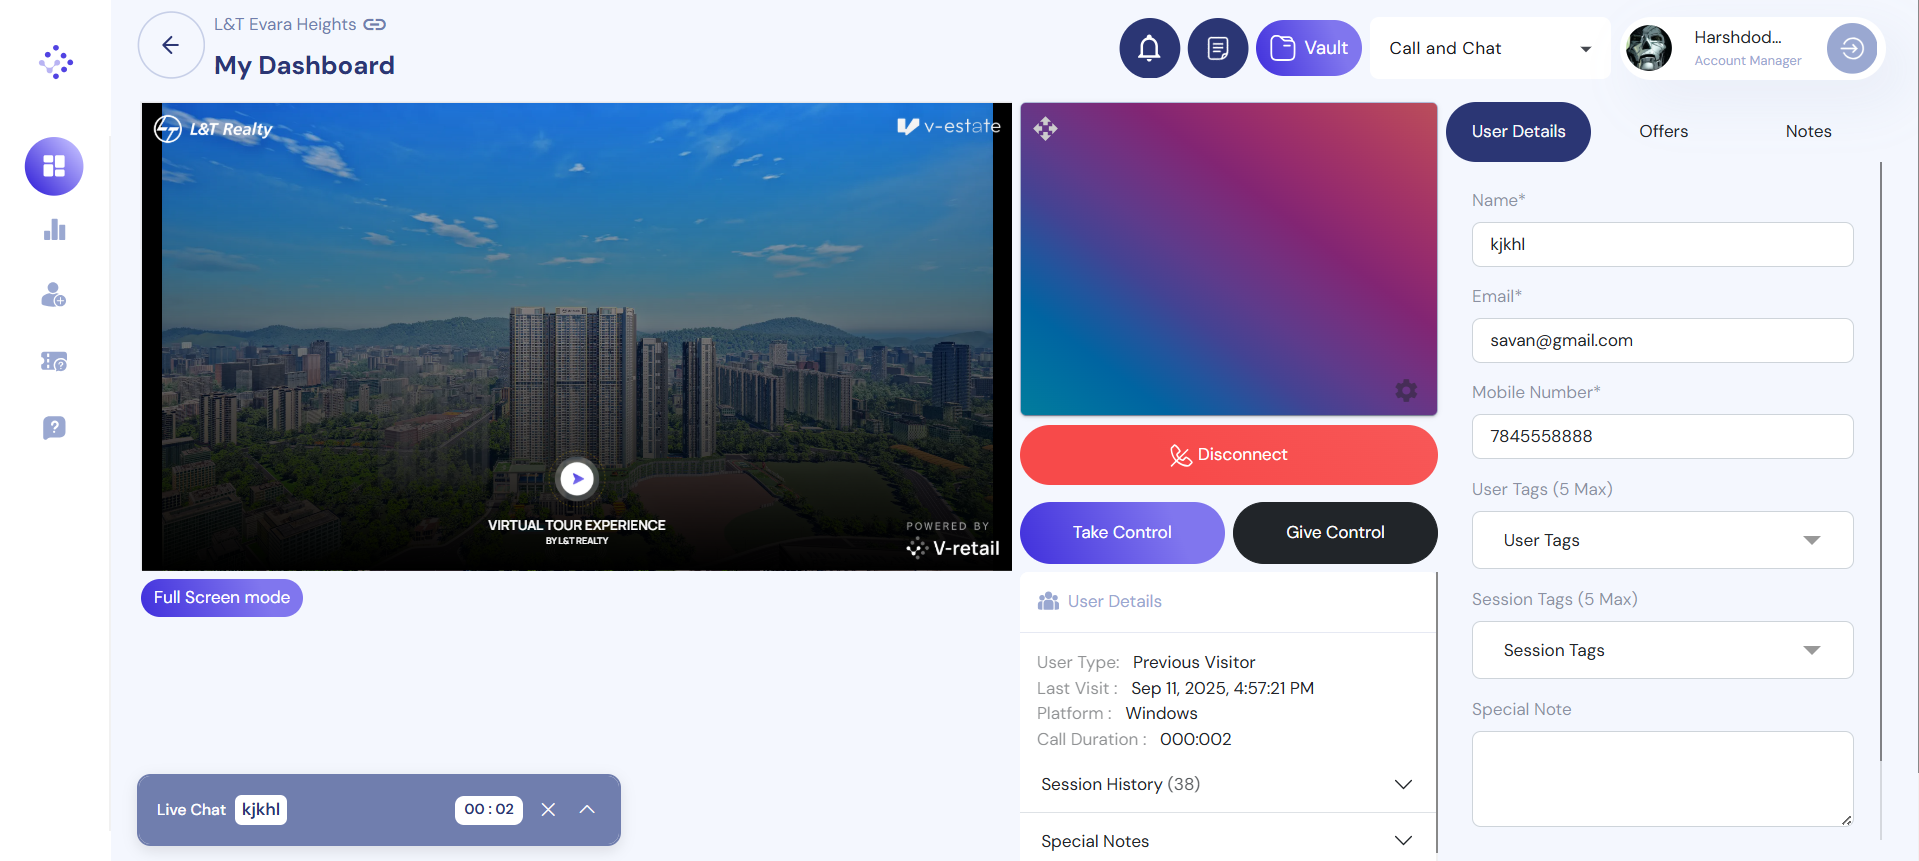 L&T Evara Heights
My Dashboard
Vault
Call and Chat
Harshdod...
Account Manager
L&T Realty
v-estate
VIRTUAL TOUR EXPERIENCE
BY L&T REALTY
POWERED BY
V-retail
Full Screen mode
Live Chat kjkhl 00 : 02
Disconnect
Take Control
Give Control
User Details
User Type: Previous Visitor
Last Visit : Sep 11, 2025, 4:57:21 PM
Platform : Windows
Call Duration : 000:002
Session History (38)
Special Notes
User Details
Offers
Notes
Name*
kjkhl
Email*
savan@gmail.com
Mobile Number*
7845558888
User Tags (5 Max)
User Tags
Session Tags (5 Max)
Session Tags
Special Note